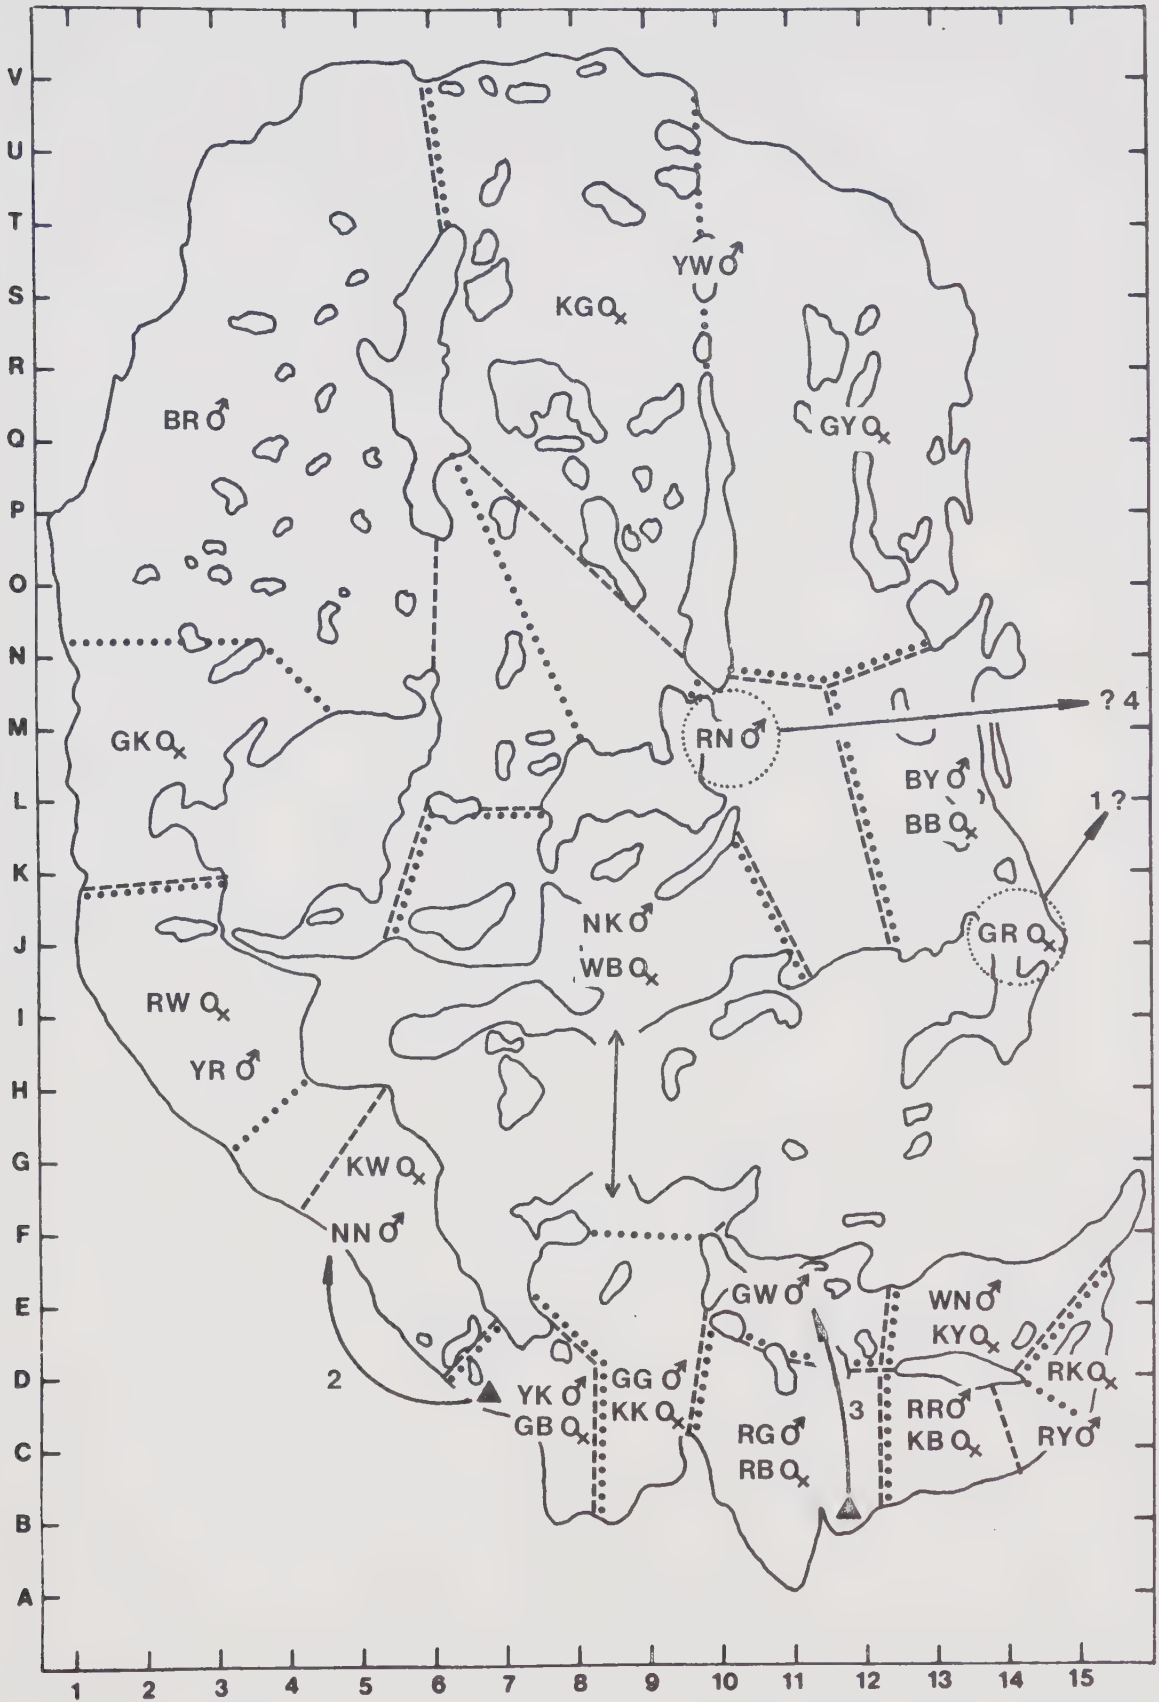 V
U
T
S
R
Q
P
O
N
M
L
K
J
I
H
G
F
E
D
C
B
A
YW♂
KG♀
BR♂
GY♀
GK♀
RN♂
? 4
BY♂
BB♀
1 ?
NK♂
WB♀
GR♀
RW♀
YR♂
KW♀
NN♂
GW♂
WN♂
KY♀
2
YK♂
GB♀
GG♂
KK♀
RK♀
3
RG♂
RB♀
RR♂
KB♀
RY♂
1 2 3 4 5 6 7 8 9 10 11 12 13 14 15